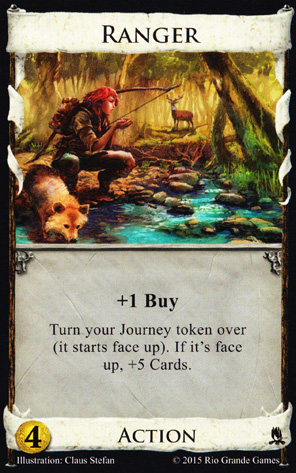 RANGER
+1 Buy
Turn your Journey token over
(it starts face up). If it's face
up, +5 Cards.
4
ACTION
Illustration: Claus Stefan
© 2015 Rio Grande Games